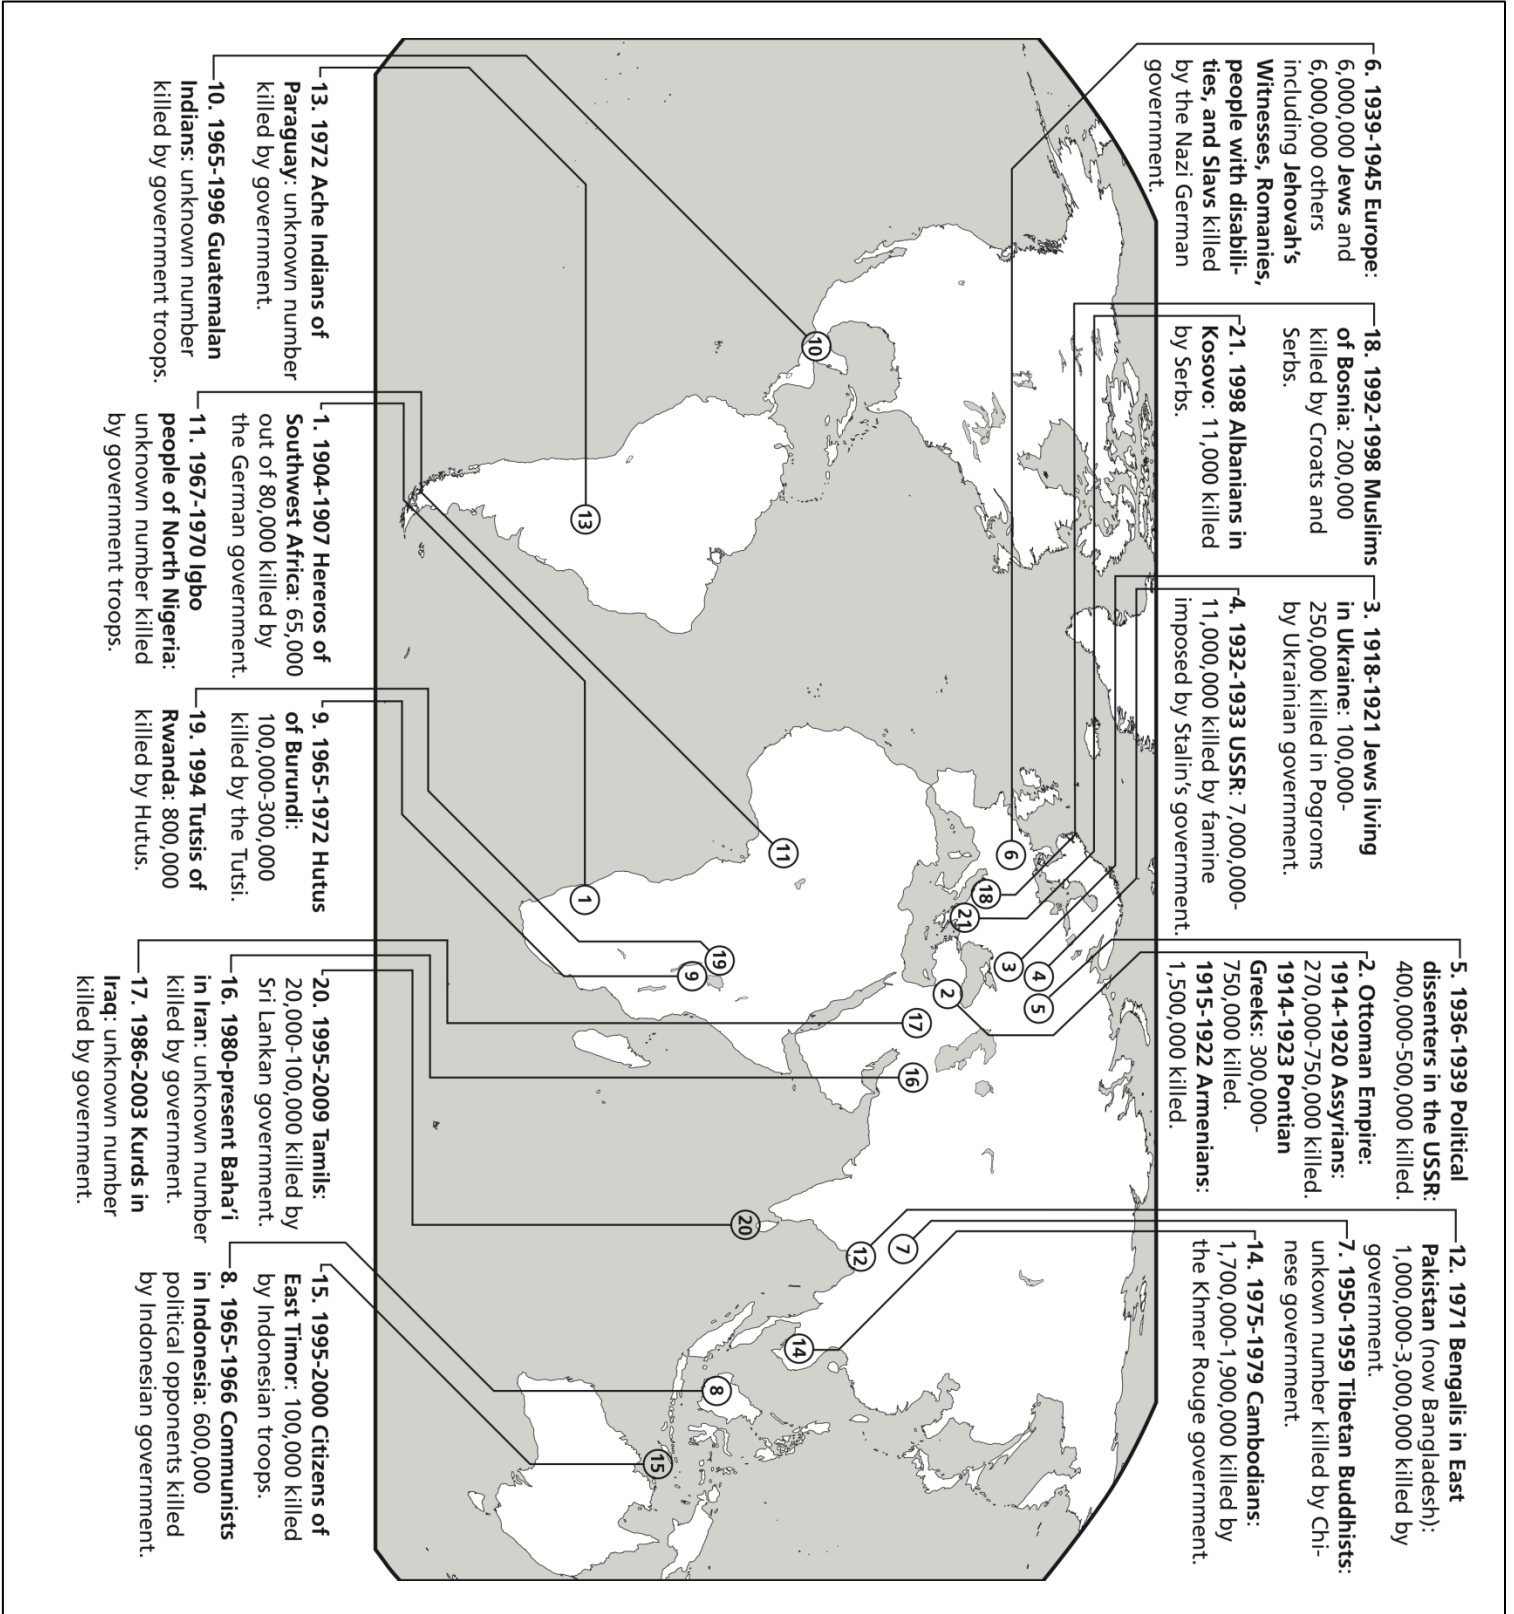 6. 1939-1945 Europe:
6,000,000 Jews and
6,000,000 others
including Jehovah's
Witnesses, Romanies,
people with disabili-
ties, and Slavs killed
by the Nazi German
government.
18. 1992-1998 Muslims
of Bosnia: 200,000
killed by Croats and
Serbs.
21. 1998 Albanians in
Kosovo: 11,000 killed
by Serbs.
3. 1918-1921 Jews living
in Ukraine: 100,000-
250,000 killed in Pogroms
by Ukrainian government.
4. 1932-1933 USSR: 7,000,000-
11,000,000 killed by famine
imposed by Stalin's government.
5. 1936-1939 Political
dissenters in the USSR:
400,000-500,000 killed.
2. Ottoman Empire:
1914-1920 Assyrians:
270,000-750,000 killed.
1914-1923 Pontian
Greeks: 300,000-
750,000 killed.
1915-1922 Armenians:
1,500,000 killed.
12. 1971 Bengalis in East
Pakistan (now Bangladesh):
1,000,000-3,000,000 killed by
government.
7. 1950-1959 Tibetan Buddhists:
unkown number killed by Chi-
nese government.
14. 1975-1979 Cambodians:
1,700,000-1,900,000 killed by
the Khmer Rouge government.
6
18
21
3
4
5
2
17
16
7
12
20
14
8
15
10
13
11
1
19
9
13. 1972 Ache Indians of
Paraguay: unknown number
killed by government.
10. 1965-1996 Guatemalan
Indians: unknown number
killed by government troops.
1. 1904-1907 Hereros of
Southwest Africa: 65,000
out of 80,000 killed by
the German government.
11. 1967-1970 Igbo
people of North Nigeria:
unknown number killed
by government troops.
9. 1965-1972 Hutus
of Burundi:
100,000-300,000
killed by the Tutsi.
19. 1994 Tutsis of
Rwanda: 800,000
killed by Hutus.
20. 1995-2009 Tamils:
20,000-100,000 killed by
Sri Lankan government.
16. 1980-present Baha'i
in Iran: unknown number
killed by government.
17. 1986-2003 Kurds in
Iraq: unknown number
killed by government.
15. 1995-2000 Citizens of
East Timor: 100,000 killed
by Indonesian troops.
8. 1965-1966 Communists
in Indonesia: 600,000
political opponents killed
by Indonesian government.